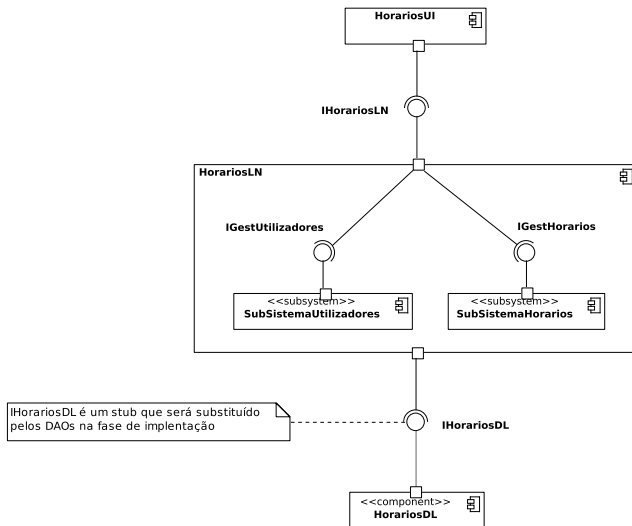 HorariosUI
IHorariosLN
HorariosLN
IGestUtilizadores
IGestHorarios
<<subsystem>>
SubSistemaUtilizadores
<<subsystem>>
SubSistemaHorarios
IHorariosDL é um stub que será substituído
pelos DAOs na fase de implentação
IHorariosDL
<<component>>
HorariosDL